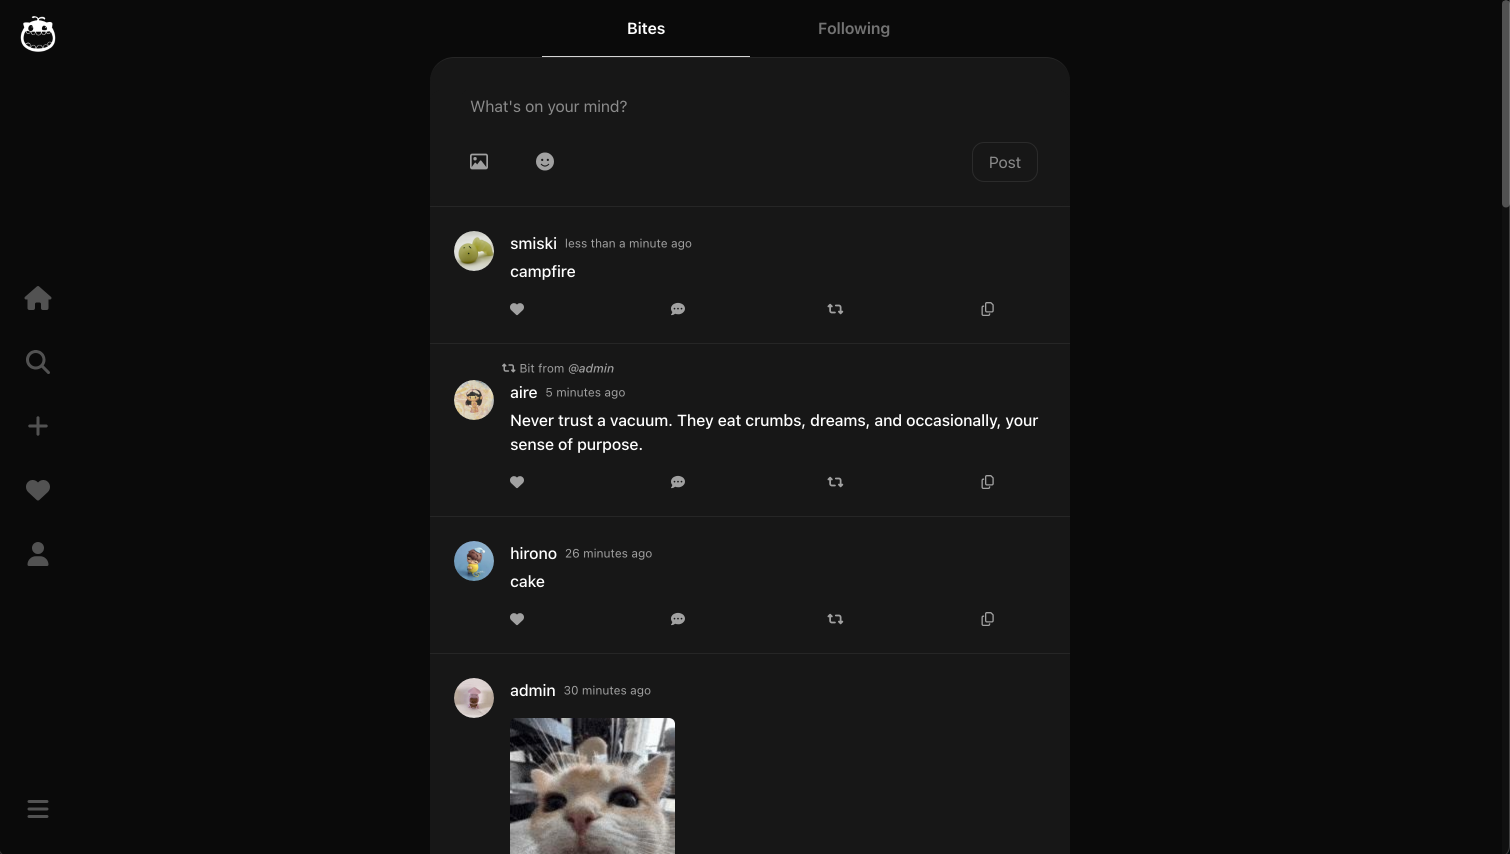 Bites
Following
What's on your mind?
Post
smiski less than a minute ago
campfire
Bit from @admin
aire 5 minutes ago
Never trust a vacuum. They eat crumbs, dreams, and occasionally, your
sense of purpose.
hirono 26 minutes ago
cake
admin 30 minutes ago